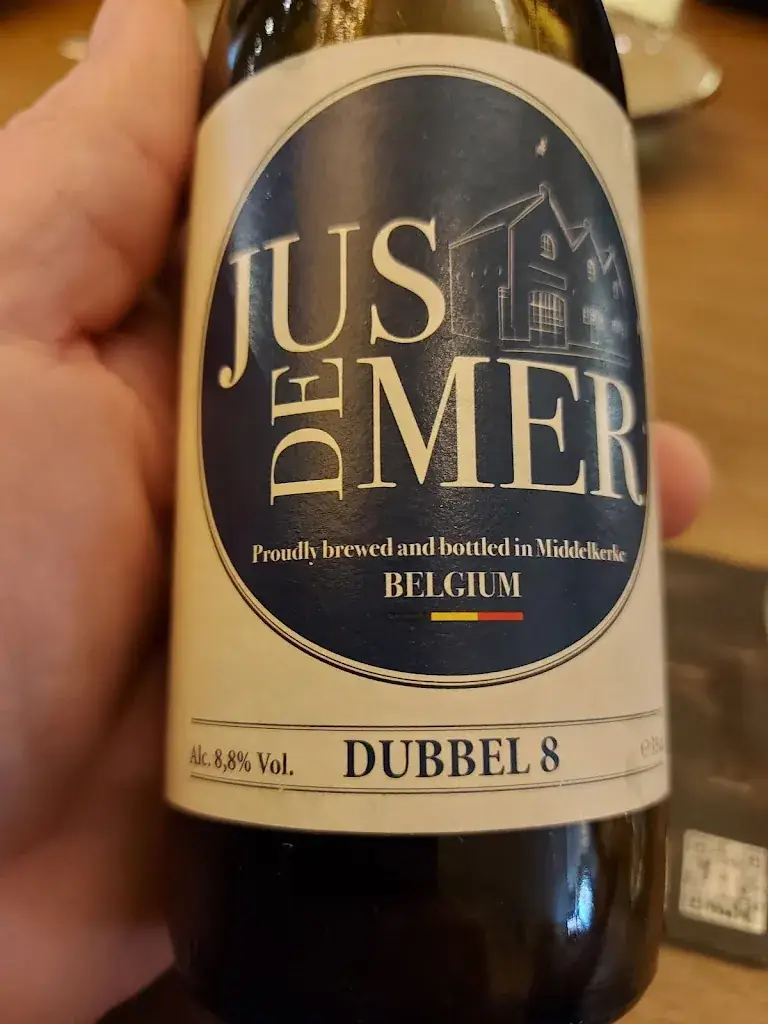 JUS
DE MER
Proudly brewed and bottled in Middelkerke
BELGIUM
Alc. 8,8% Vol. DUBBEL 8